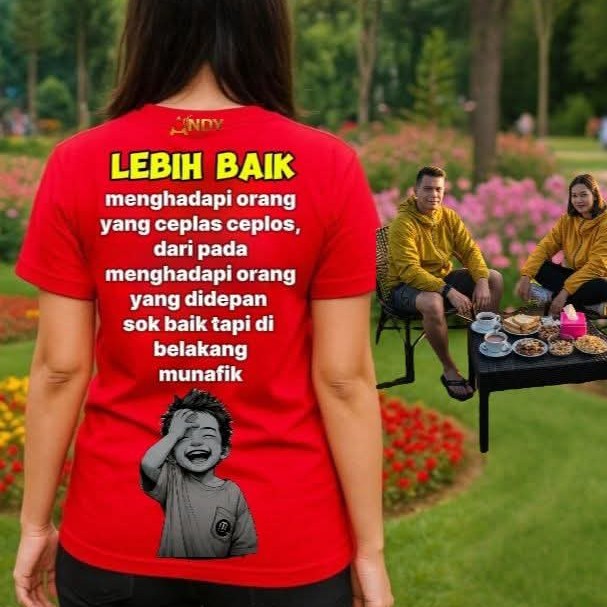 ANDY
LEBIH BAIK
menghadapi orang
yang ceplas ceplos,
dari pada
menghadapi orang
yang didepan
sok baik tapi di
belakang
munafik